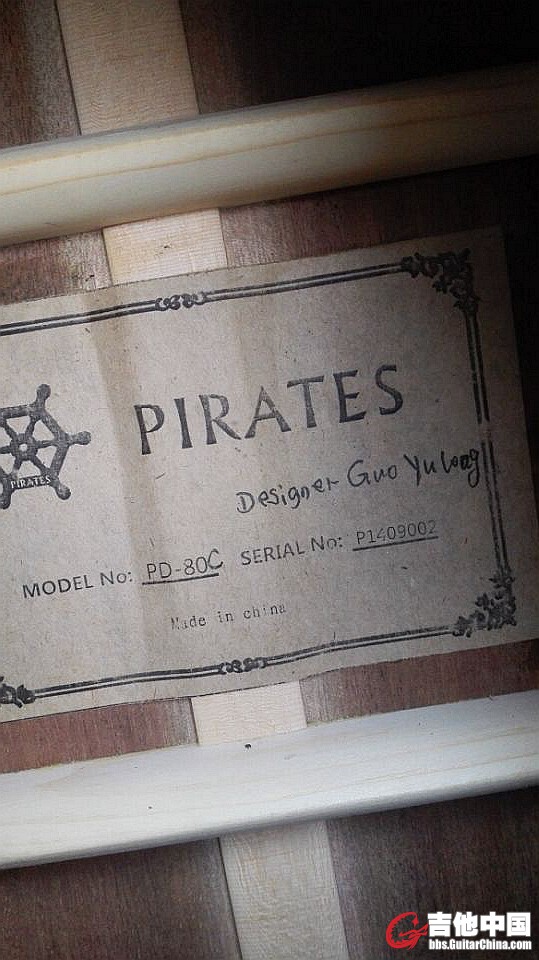 PIRATES
PIRATES
Designer Guo Yulong
MODEL No: PD-80C SERIAL No: P1409002
Made in china
吉他中国
bbs.GuitarChina.com